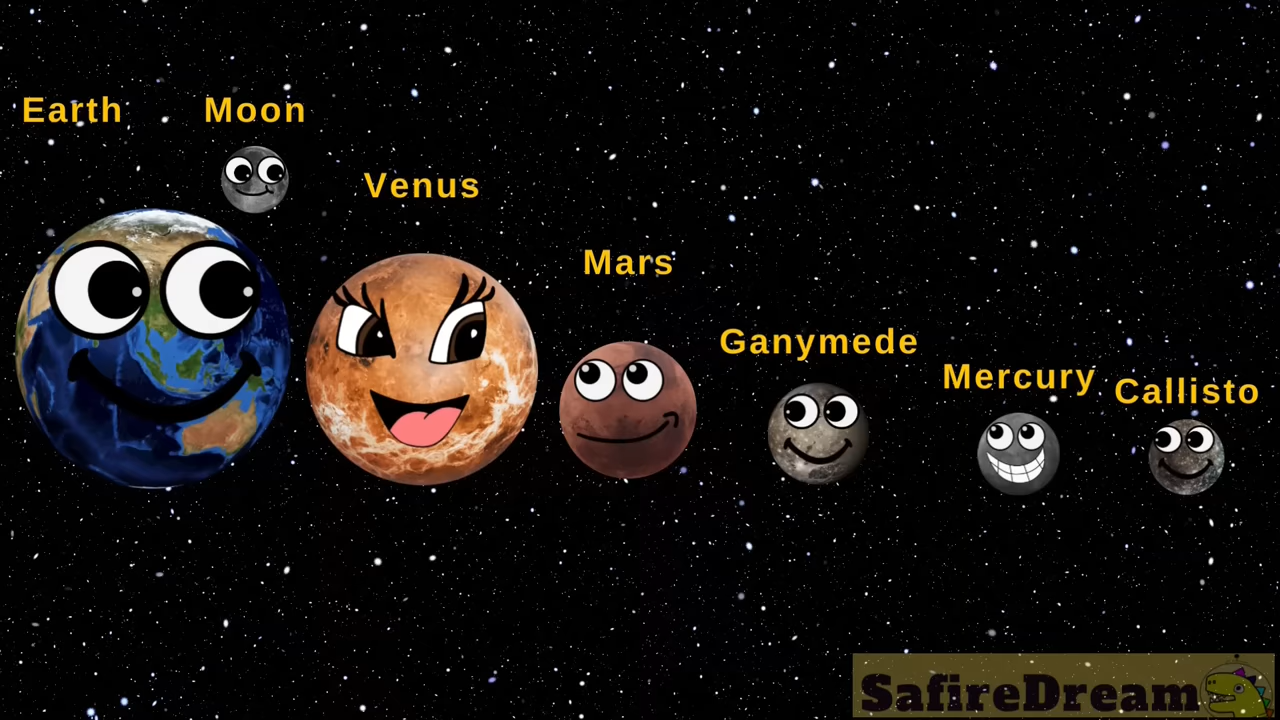 Earth
Moon
Venus
Mars
Ganymede
Mercury
Callisto
SafireDream